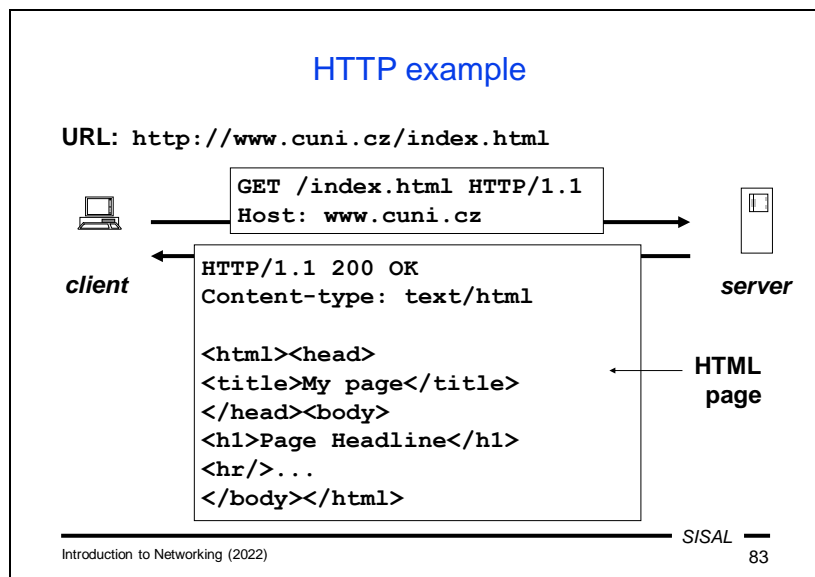 HTTP example
URL: http://www.cuni.cz/index.html
GET /index.html HTTP/1.1
Host: www.cuni.cz
client
server
HTTP/1.1 200 OK
Content-type: text/html
<html><head>
<title>My page</title>
</head><body>
<h1>Page Headline</h1>
<hr/>...
</body></html>
HTML
page
SISAL
Introduction to Networking (2022)
83